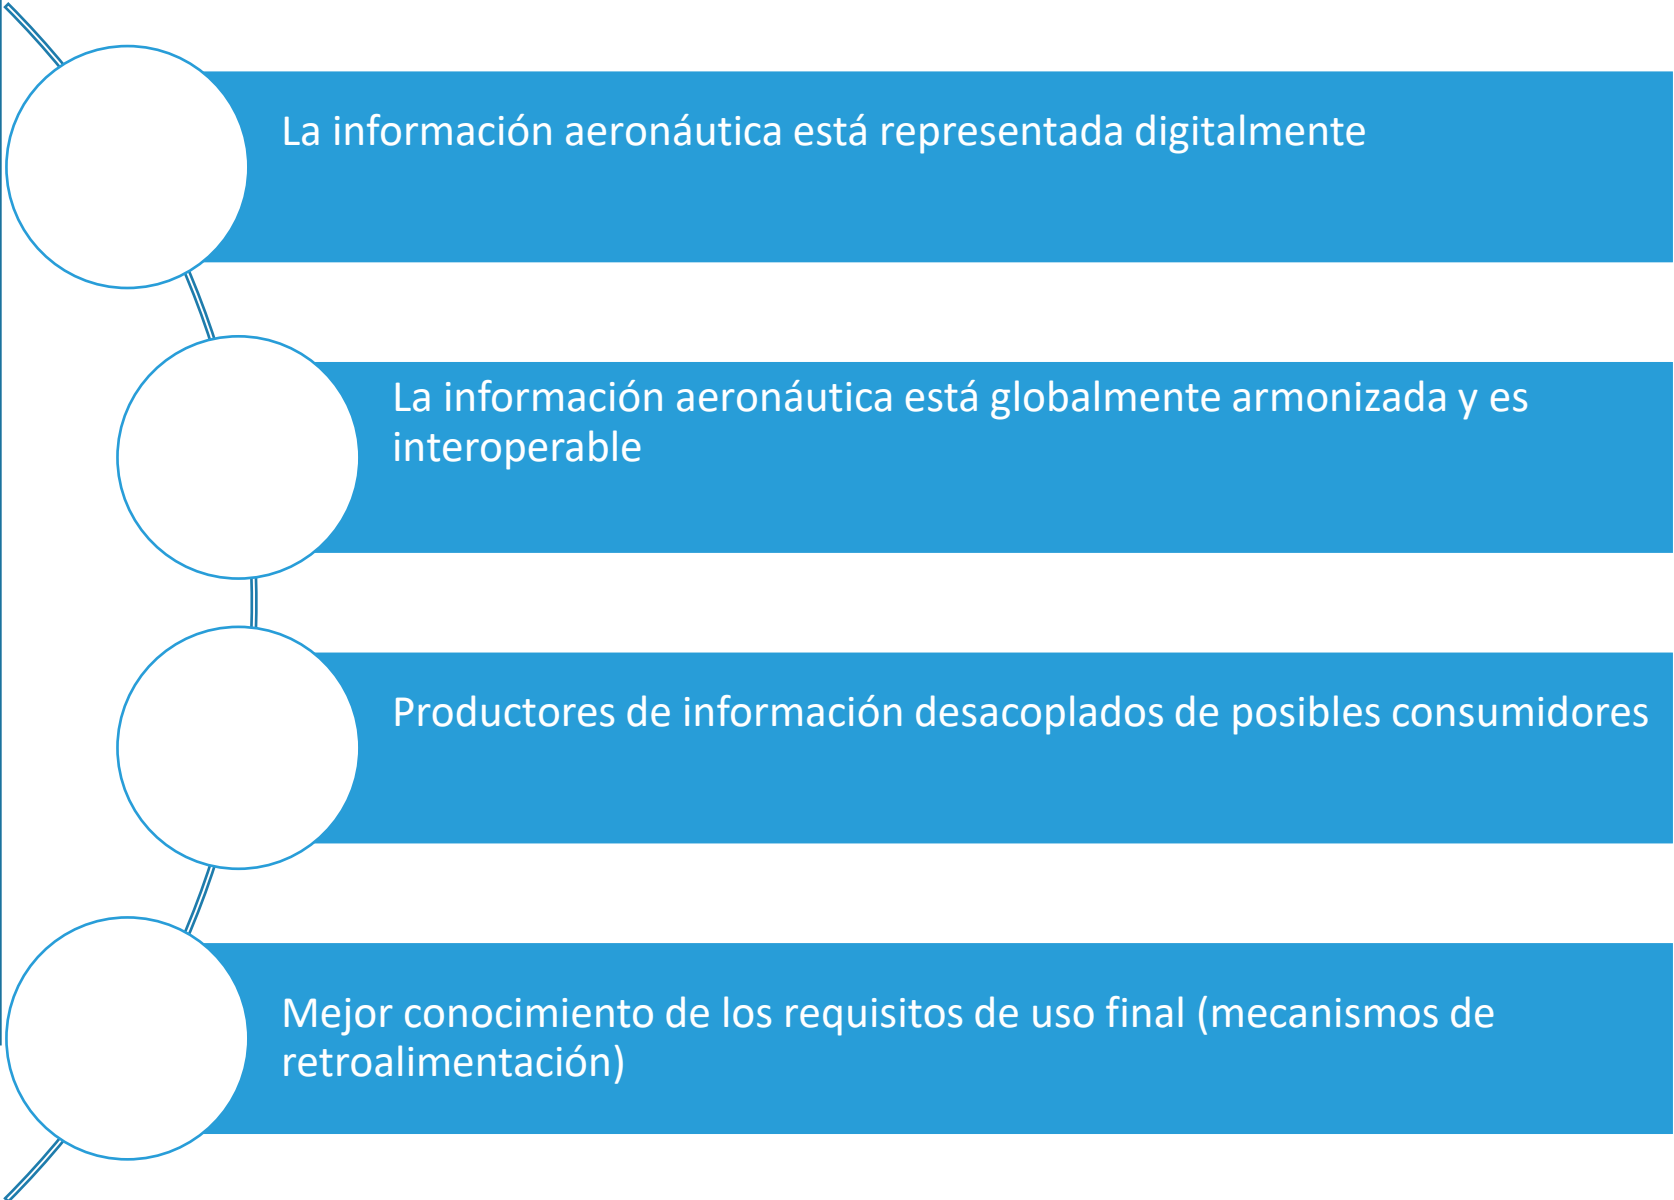 La información aeronáutica está representada digitalmente
La información aeronáutica está globalmente armonizada y es
interoperable
Productores de información desacoplados de posibles consumidores
Mejor conocimiento de los requisitos de uso final (mecanismos de
retroalimentación)